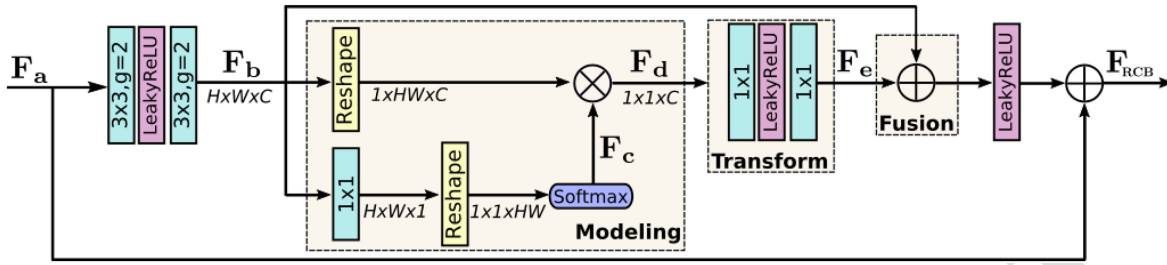 F_a
3x3,g=2
LeakyReLU
3x3,g=2
F_b
HxWxC
Reshape
1xHWxC
F_d
1x1xC
F_c
1x1
HxWx1
Reshape
1x1xHW
Softmax
Modeling
1x1
LeakyReLU
1x1
Transform
F_e
Fusion
LeakyReLU
F_RCB